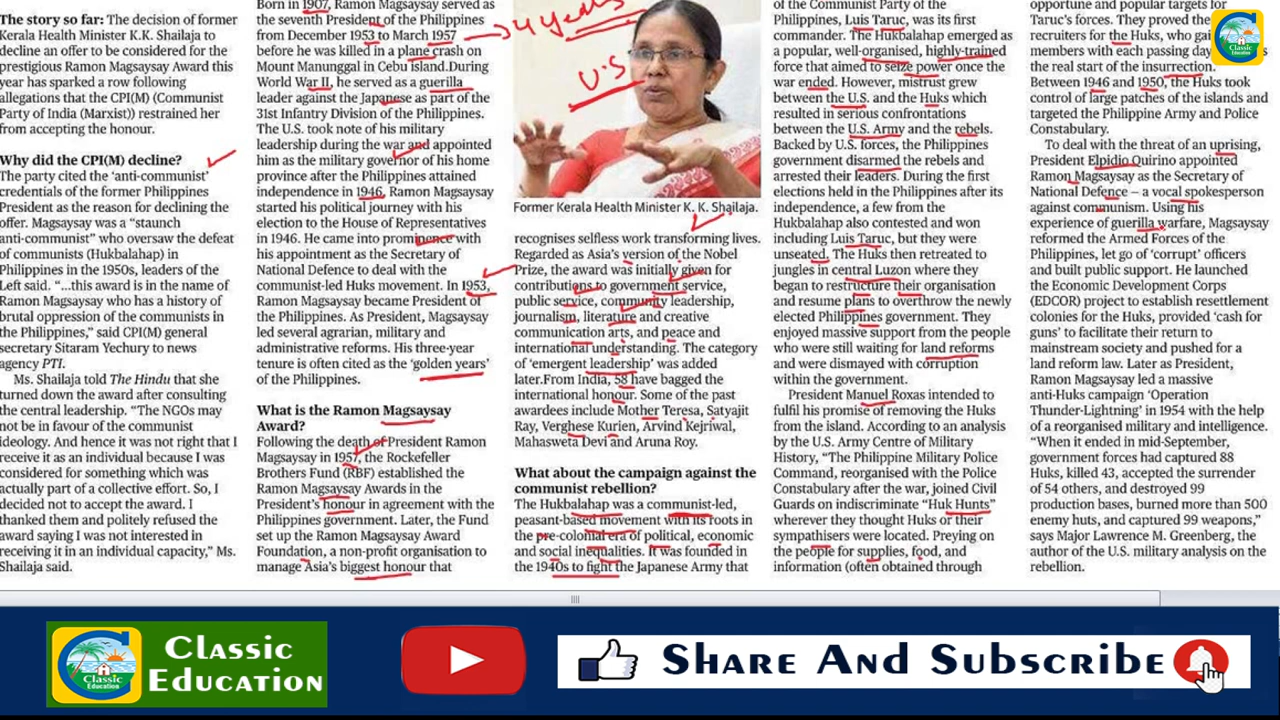 The story so far: The decision of former
Kerala Health Minister K.K. Shailaja to
decline an offer to be considered for the
prestigious Ramon Magsaysay Award this
year has sparked a row following
allegations that the CPI(M) (Communist
Party of India (Marxist)) restrained her
from accepting the honour.
Why did the CPI(M) decline?
The party cited the ‘anti-communist’
credentials of the former Philippines
President as the reason for declining the
offer. Magsaysay was a “staunch
anti-communist” who oversaw the defeat
of communists (Hukbalahap) in
Philippines in the 1950s, leaders of the
Left said. “...this award is in the name of
Ramon Magsaysay who has a history of
brutal oppression of the communists in
the Philippines,” said CPI(M) general
secretary Sitaram Yechury to news
agency PTI.
Ms. Shailaja told The Hindu that she
turned down the award after consulting
the central leadership. “The NGOs may
not be in favour of the communist
ideology. And hence it was not right that I
receive it as an individual because I was
considered for something which was
actually part of a collective effort. So, I
decided not to accept the award. I
thanked them and politely refused the
award saying I was not interested in
receiving it in an individual capacity,” Ms.
Shailaja said.
Born in 1907, Ramon Magsaysay served as
the seventh President of the Philippines
from December 1953 to March 1957
before he was killed in a plane crash on
Mount Manunggal in Cebu island.During
World War II, he served as a guerilla
leader against the Japanese as part of the
31st Infantry Division of the Philippines.
The U.S. took note of his military
leadership during the war and appointed
him as the military governor of his home
province after the Philippines attained
independence in 1946. Ramon Magsaysay
started his political journey with his
election to the House of Representatives
in 1946. He came into prominence with
his appointment as the Secretary of
National Defence to deal with the
communist-led Huks movement. In 1953,
Ramon Magsaysay became President of
the Philippines. As President, Magsaysay
led several agrarian, military and
administrative reforms. His three-year
tenure is often cited as the ‘golden years’
of the Philippines.
What is the Ramon Magsaysay
Award?
Following the death of President Ramon
Magsaysay in 1957, the Rockefeller
Brothers Fund (RBF) established the
Ramon Magsaysay Awards in the
President’s honour in agreement with the
Philippines government. Later, the Fund
set up the Ramon Magsaysay Award
Foundation, a non-profit organisation to
manage Asia’s biggest honour that
4 years
U.S
Former Kerala Health Minister K. K. Shailaja.
recognises selfless work transforming lives.
Regarded as Asia’s version of the Nobel
Prize, the award was initially given for
contributions to government service,
public service, community leadership,
journalism, literature and creative
communication arts, and peace and
international understanding. The category
of ‘emergent leadership’ was added
later.From India, 58 have bagged the
international honour. Some of the past
awardees include Mother Teresa, Satyajit
Ray, Verghese Kurien, Arvind Kejriwal,
Mahasweta Devi and Aruna Roy.
What about the campaign against the
communist rebellion?
The Hukbalahap was a communist-led,
peasant-based movement with its roots in
the pre-colonial era of political, economic
and social inequalities. It was founded in
the 1940s to fight the Japanese Army that
of the Communist Party of the
Philippines, Luis Taruc, was its first
commander. The Hukbalahap emerged as
a popular, well-organised, highly-trained
force that aimed to seize power once the
war ended. However, mistrust grew
between the U.S. and the Huks which
resulted in serious confrontations
between the U.S. Army and the rebels.
Backed by U.S. forces, the Philippines
government disarmed the rebels and
arrested their leaders. During the first
elections held in the Philippines after its
independence, a few from the
Hukbalahap also contested and won
including Luis Taruc, but they were
unseated. The Huks then retreated to
jungles in central Luzon where they
began to restructure their organisation
and resume plans to overthrow the newly
elected Philippines government. They
enjoyed massive support from the people
who were still waiting for land reforms
and were dismayed with corruption
within the government.
President Manuel Roxas intended to
fulfil his promise of removing the Huks
from the island. According to an analysis
by the U.S. Army Centre of Military
History, “The Philippine Military Police
Command, reorganised with the Police
Constabulary after the war, joined Civil
Guards on indiscriminate “Huk Hunts”
wherever they thought Huks or their
sympathisers were located. Preying on
the people for supplies, food, and
information (often obtained through
opportune and popular targets for
Taruc’s forces. They proved the
recruiters for the Huks, who ga
members with each passing day
the real start of the insurrection.
Between 1946 and 1950, the Huks took
control of large patches of the islands and
targeted the Philippine Army and Police
Constabulary.
To deal with the threat of an uprising,
President Elpidio Quirino appointed
Ramon Magsaysay as the Secretary of
National Defence – a vocal spokesperson
against communism. Using his
experience of guerilla warfare, Magsaysay
reformed the Armed Forces of the
Philippines, let go of ‘corrupt’ officers
and built public support. He launched
the Economic Development Corps
(EDCOR) project to establish resettlement
colonies for the Huks, provided ‘cash for
guns’ to facilitate their return to
mainstream society and pushed for a
land reform law. Later as President,
Ramon Magsaysay led a massive
anti-Huks campaign ‘Operation
Thunder-Lightning’ in 1954 with the help
of a reorganised military and intelligence.
“When it ended in mid-September,
government forces had captured 88
Huks, killed 43, accepted the surrender
of 54 others, and destroyed 99
production bases, burned more than 500
enemy huts, and captured 99 weapons,”
says Major Lawrence M. Greenberg, the
author of the U.S. military analysis on the
rebellion.
Classic
Education
Classic
Education
Classic
Education
Share And Subscribe